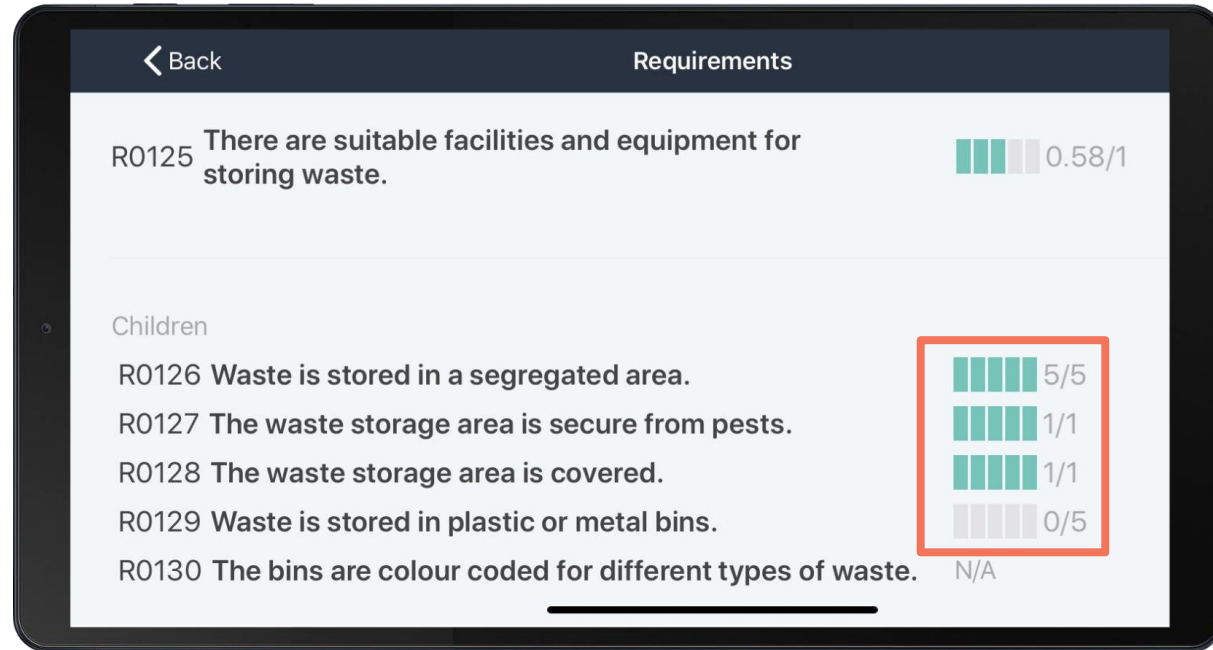 Back
Requirements
R0125 There are suitable facilities and equipment for
storing waste.
0.58/1
Children
R0126 Waste is stored in a segregated area. 5/5
R0127 The waste storage area is secure from pests. 1/1
R0128 The waste storage area is covered. 1/1
R0129 Waste is stored in plastic or metal bins. 0/5
R0130 The bins are colour coded for different types of waste. N/A